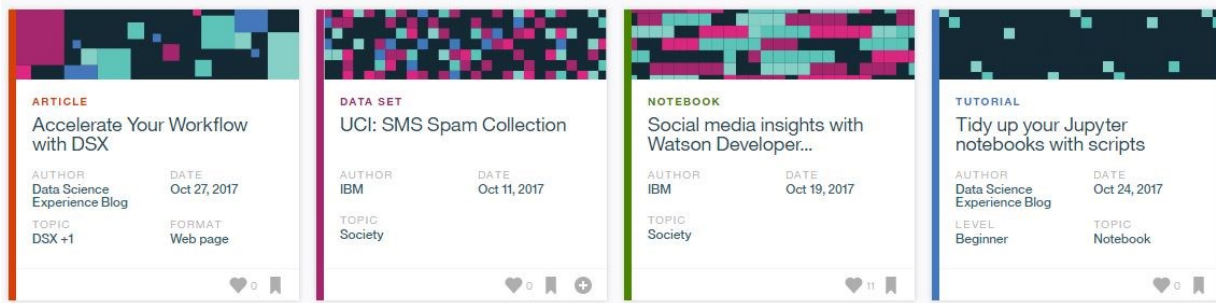 ARTICLE
Accelerate Your Workflow
with DSX
AUTHOR DATE
Data Science Oct 27, 2017
Experience Blog
TOPIC FORMAT
DSX +1 Web page
0
DATA SET
UCI: SMS Spam Collection
AUTHOR DATE
IBM Oct 11, 2017
TOPIC
Society
0
NOTEBOOK
Social media insights with
Watson Developer...
AUTHOR DATE
IBM Oct 19, 2017
TOPIC
Society
11
TUTORIAL
Tidy up your Jupyter
notebooks with scripts
AUTHOR DATE
Data Science Oct 24, 2017
Experience Blog
LEVEL TOPIC
Beginner Notebook
0